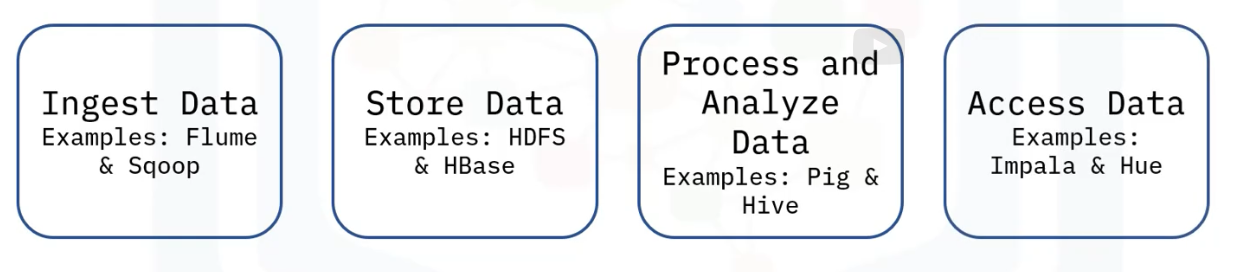 Ingest Data
Examples: Flume
& Sqoop
Store Data
Examples: HDFS
& HBase
Process and
Analyze
Data
Examples: Pig &
Hive
Access Data
Examples:
Impala & Hue